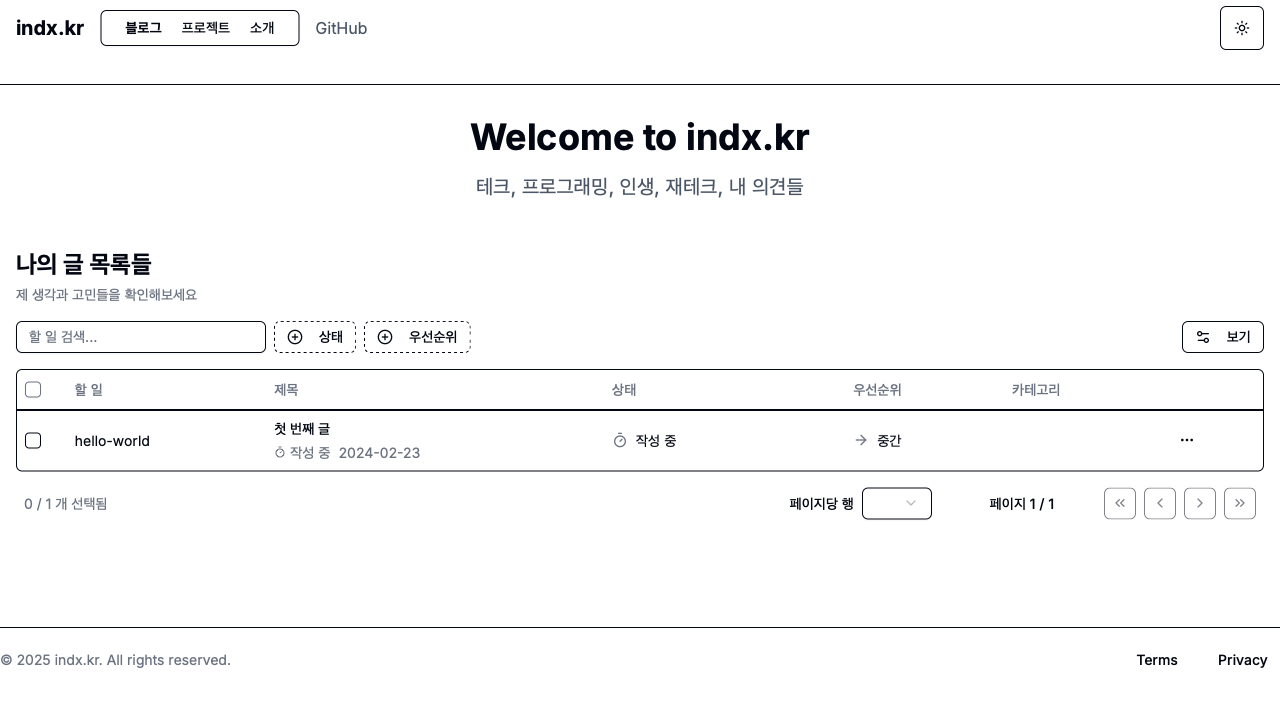 indx.kr 블로그 프로젝트 소개 GitHub
Welcome to indx.kr
테크, 프로그래밍, 인생, 재테크, 내 의견들
나의 글 목록들
제 생각과 고민들을 확인해보세요
할 일 검색... 상태 우선순위 보기
할 일 제목 상태 우선순위 카테고리
hello-world 첫 번째 글 작성 중 중간
작성 중 2024-02-23
0 / 1 개 선택됨 페이지당 행 페이지 1 / 1
© 2025 indx.kr. All rights reserved. Terms Privacy